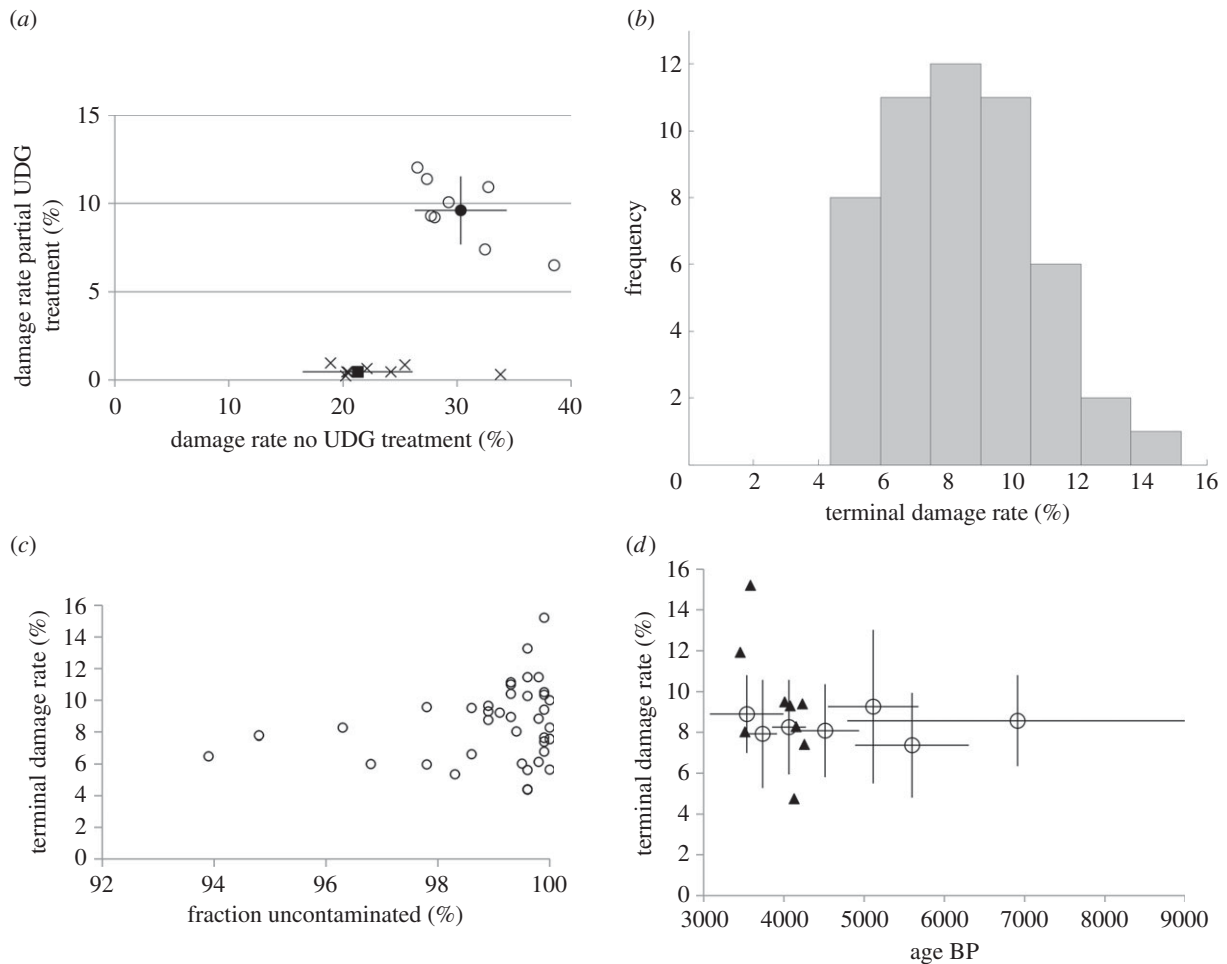 (a)
damage rate partial UDG
treatment (%)
15
10
5
0
0 10 20 30 40
damage rate no UDG treatment (%)
(b)
frequency
12
10
8
6
4
2
0 2 4 6 8 10 12 14 16
terminal damage rate (%)
(c)
terminal damage rate (%)
16
14
12
10
8
6
4
2
0
92 94 96 98 100
fraction uncontaminated (%)
(d)
terminal damage rate (%)
16
14
12
10
8
6
4
2
0
3000 4000 5000 6000 7000 8000 9000
age BP